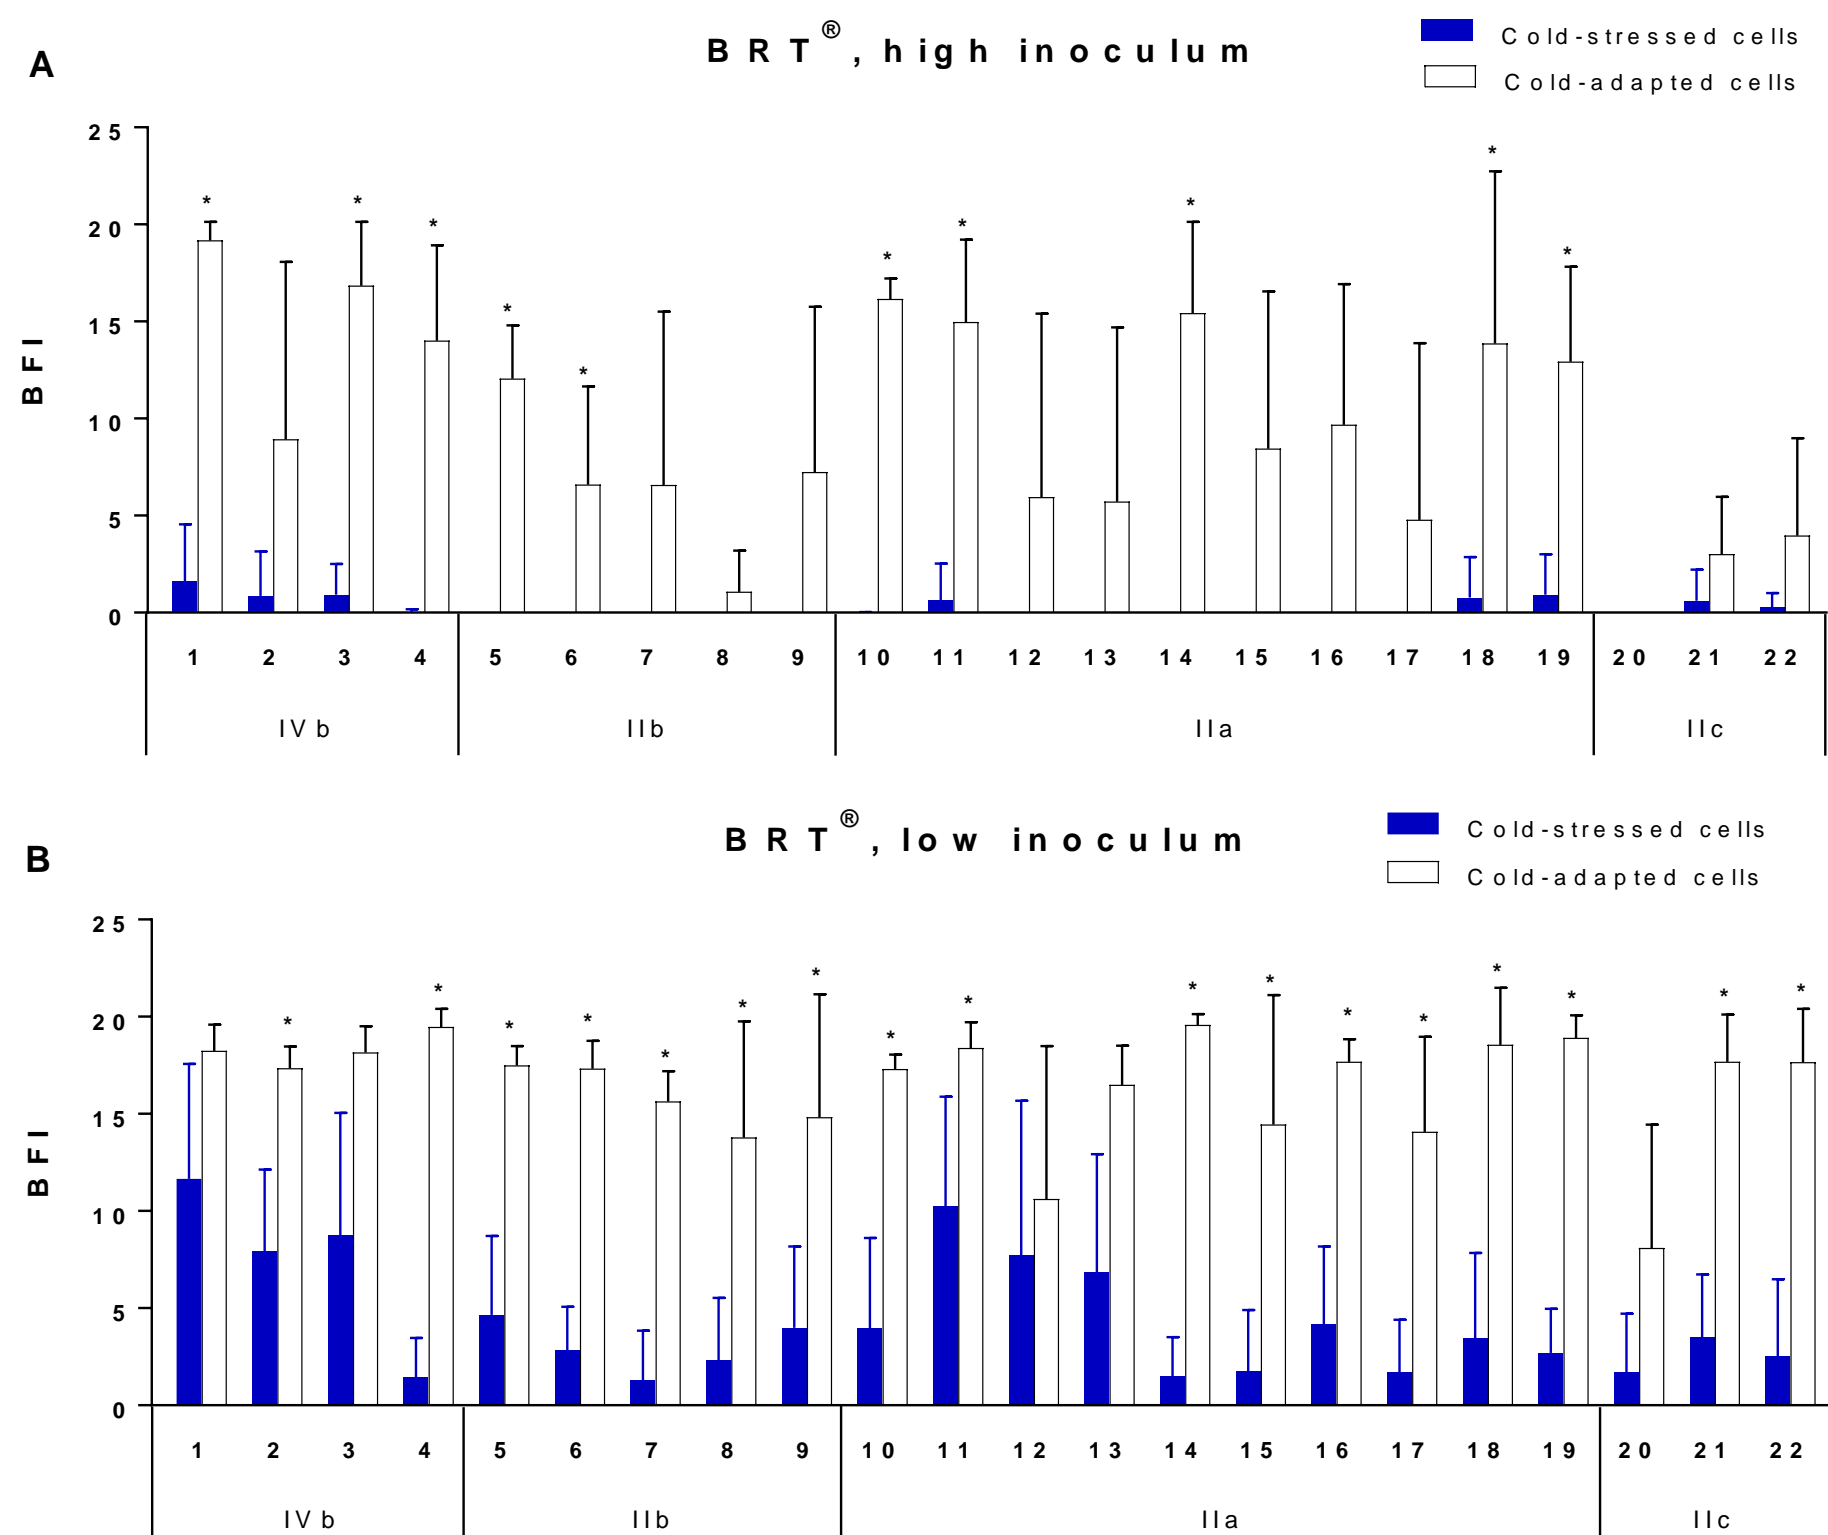 A
BRT®, high inoculum
Cold-stressed cells
Cold-adapted cells
BFI
25
20
15
10
5
0
* * * * * * * * * *
1 2 3 4 5 6 7 8 9 10 11 12 13 14 15 16 17 18 19 20 21 22
IVb IIb IIa IIc
B
BRT®, low inoculum
Cold-stressed cells
Cold-adapted cells
BFI
25
20
15
10
5
0
* * * * * * * * * * * * * * * * *
1 2 3 4 5 6 7 8 9 10 11 12 13 14 15 16 17 18 19 20 21 22
IVb IIb IIa IIc